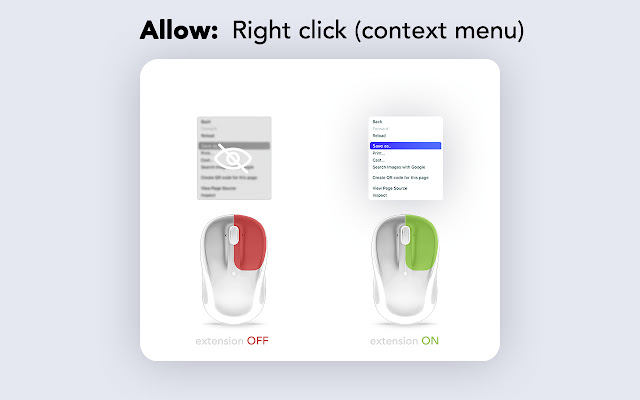 Allow: Right click (context menu)
Back
Forward
Reload
Save as...
Print...
Cast...
Search images with Google
Create QR code for this page
View Page Source
Inspect
Back
Forward
Reload
Save as..
Print...
Cast...
Search Images with Google
Create QR code for this page
View Page Source
Inspect
extension OFF
extension ON